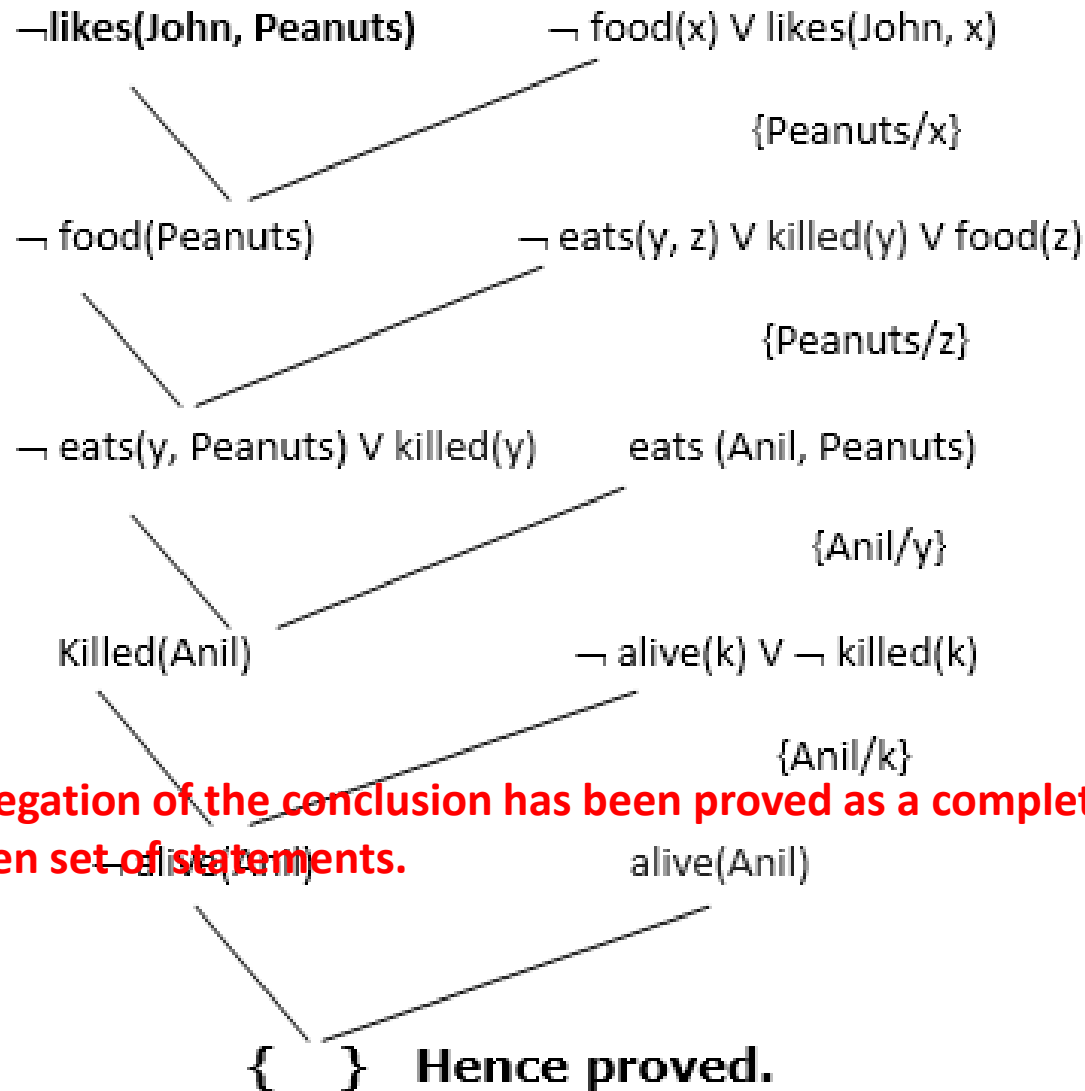 ¬likes(John, Peanuts) ¬ food(x) V likes(John, x)
{Peanuts/x}
¬ food(Peanuts) ¬ eats(y, z) V killed(y) V food(z)
{Peanuts/z}
¬ eats(y, Peanuts) V killed(y) eats (Anil, Peanuts)
{Anil/y}
Killed(Anil) ¬ alive(k) V ¬ killed(k)
{Anil/k}
egation of the conclusion has been proved as a complet
en set of statements.
¬ alive(Anil) alive(Anil)
{ } Hence proved.